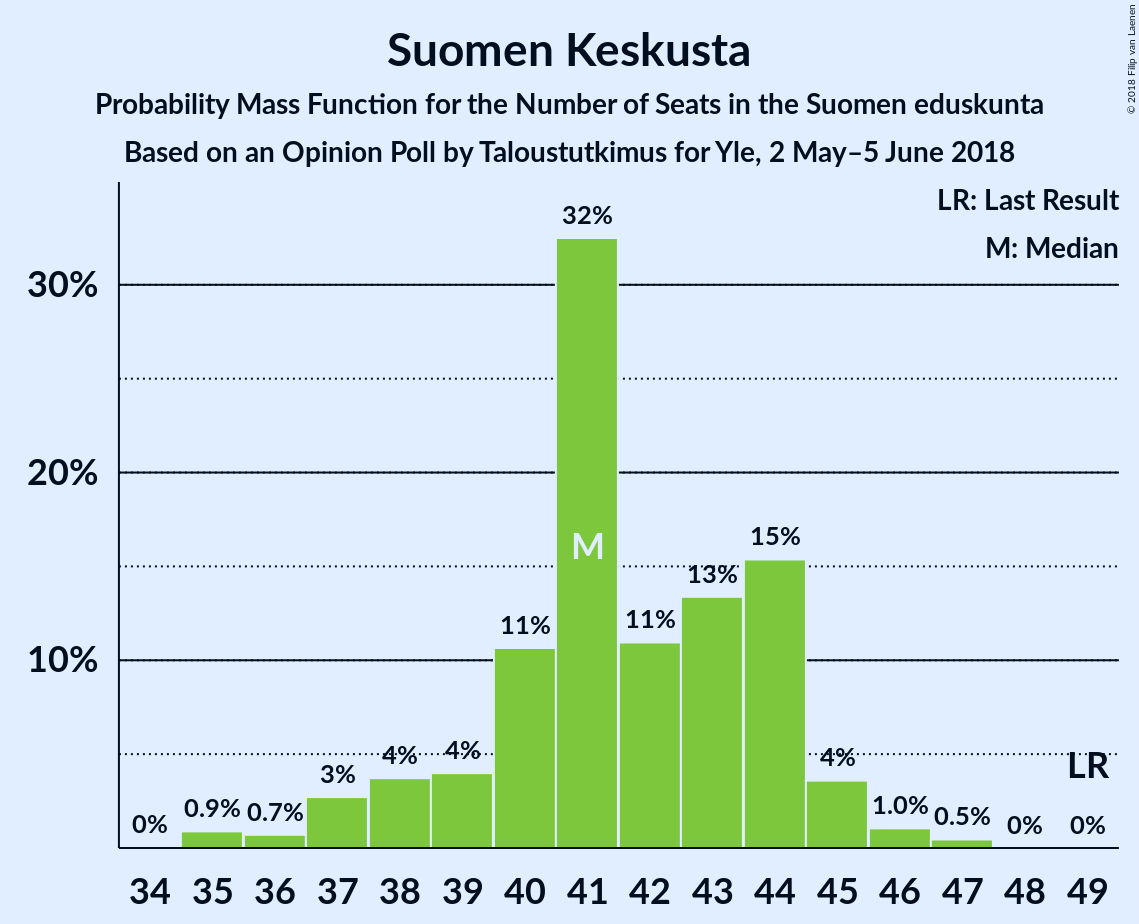 Suomen Keskusta
Probability Mass Function for the Number of Seats in the Suomen eduskunta
Based on an Opinion Poll by Taloustutkimus for Yle, 2 May–5 June 2018
© 2018 Filip van Laenen
LR: Last Result
M: Median
30%
20%
10%
0%
0.9%
0.7%
3%
4%
4%
11%
32%
M
11%
13%
15%
4%
1.0%
0.5%
0%
LR
0%
34 35 36 37 38 39 40 41 42 43 44 45 46 47 48 49